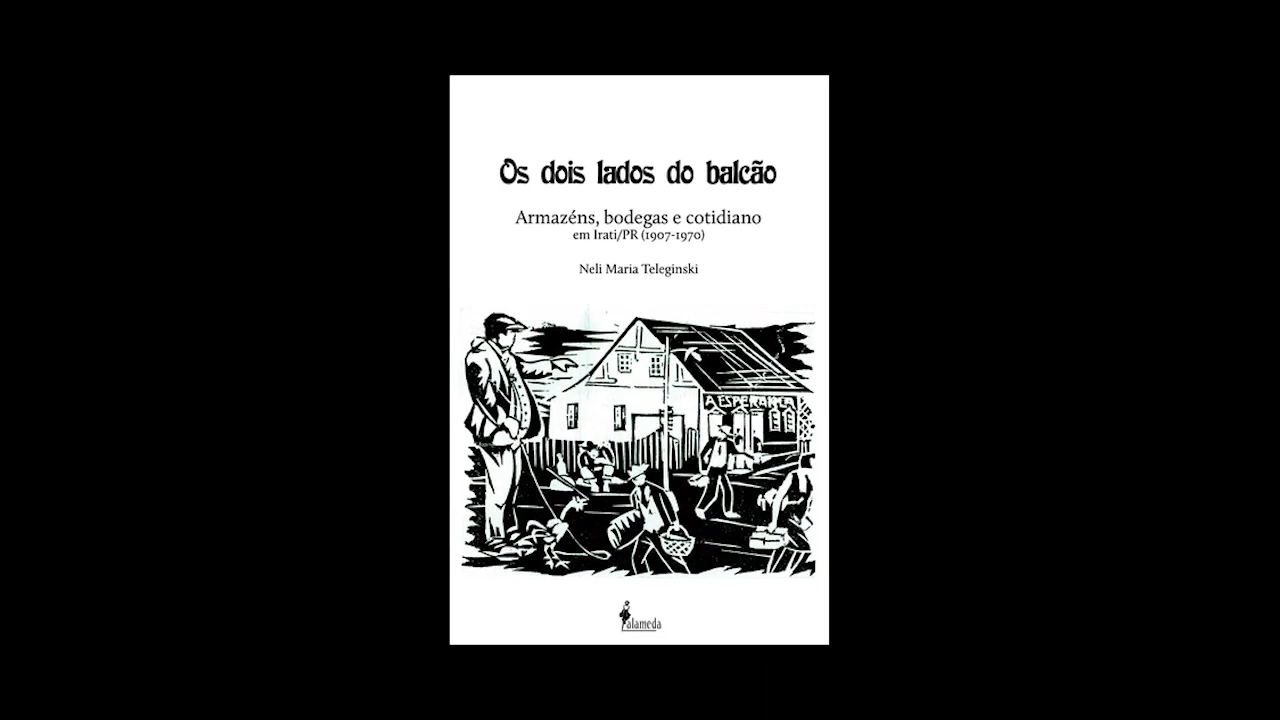 Os dois lados do balcão
Armazéns, bodegas e cotidiano
em Irati/PR (1907-1970)
Neli Maria Teleginski
A ESPERANÇA
alameda